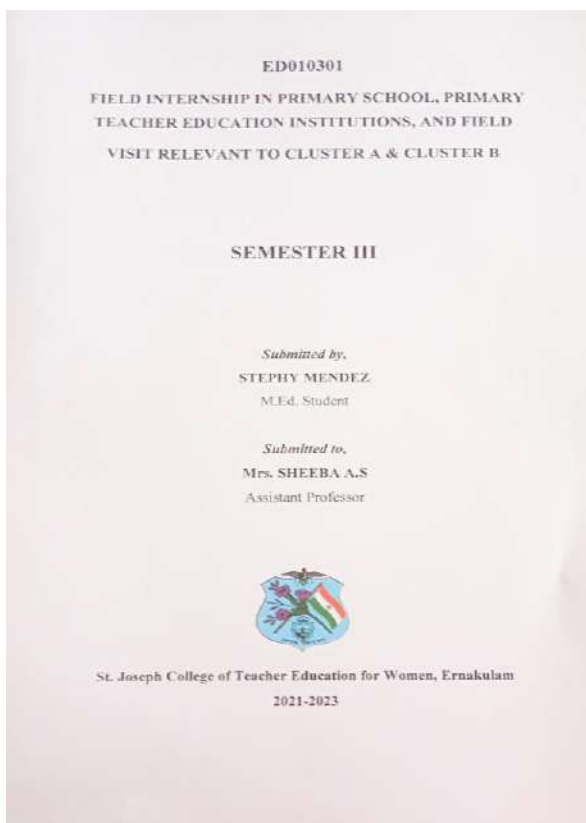 ED010301
FIELD INTERNSHIP IN PRIMARY SCHOOL, PRIMARY
TEACHER EDUCATION INSTITUTIONS, AND FIELD
VISIT RELEVANT TO CLUSTER A & CLUSTER B
SEMESTER III
Submitted by,
STEPHY MENDEZ
M.Ed. Student
Submitted to,
Mrs. SHEEBA A.S
Assistant Professor
St. Joseph College of Teacher Education for Women, Ernakulam
2021-2023